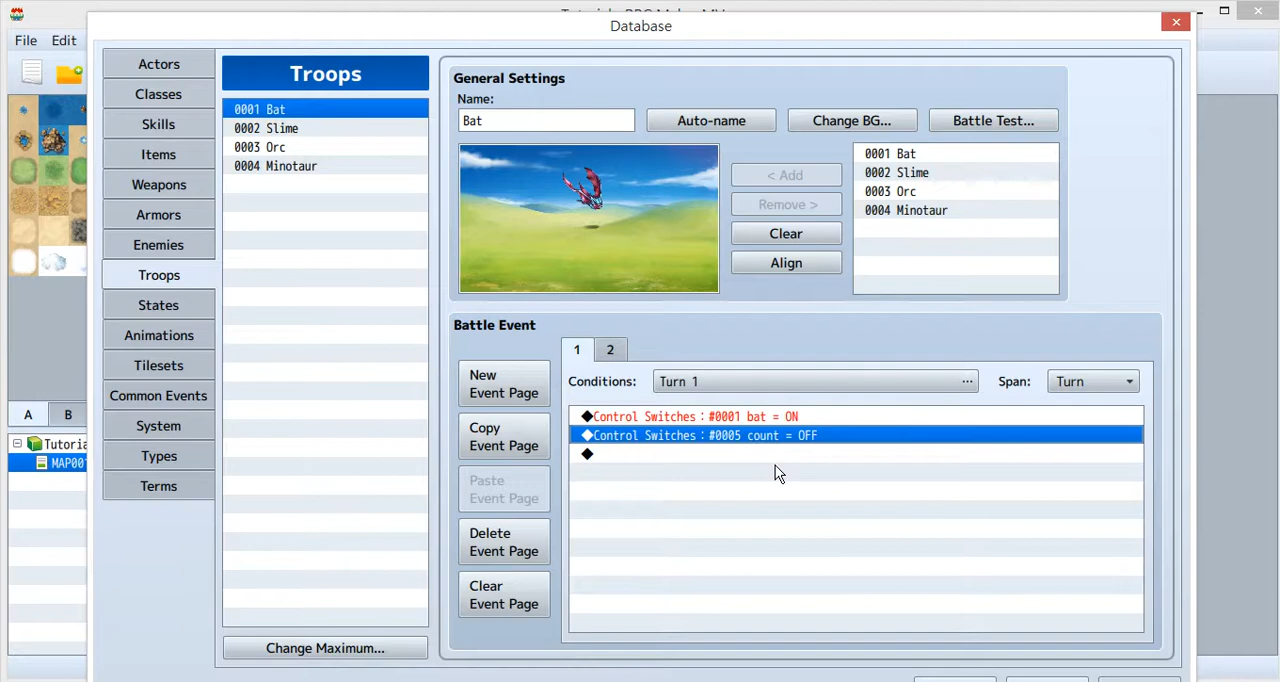 Database
File Edit
Actors
Classes
Skills
Items
Weapons
Armors
Enemies
Troops
States
Animations
Tilesets
Common Events
System
Types
Terms
A B
Tutoria
MAP001
Troops
0001 Bat
0002 Slime
0003 Orc
0004 Minotaur
Change Maximum...
General Settings
Name:
Bat
Auto-name
Change BG...
Battle Test...
< Add
Remove >
Clear
Align
0001 Bat
0002 Slime
0003 Orc
0004 Minotaur
Battle Event
1 2
New
Event Page
Copy
Event Page
Paste
Event Page
Delete
Event Page
Clear
Event Page
Conditions: Turn 1 ... Span: Turn
◆Control Switches：#0001 bat = ON
◆Control Switches：#0005 count = OFF
◆